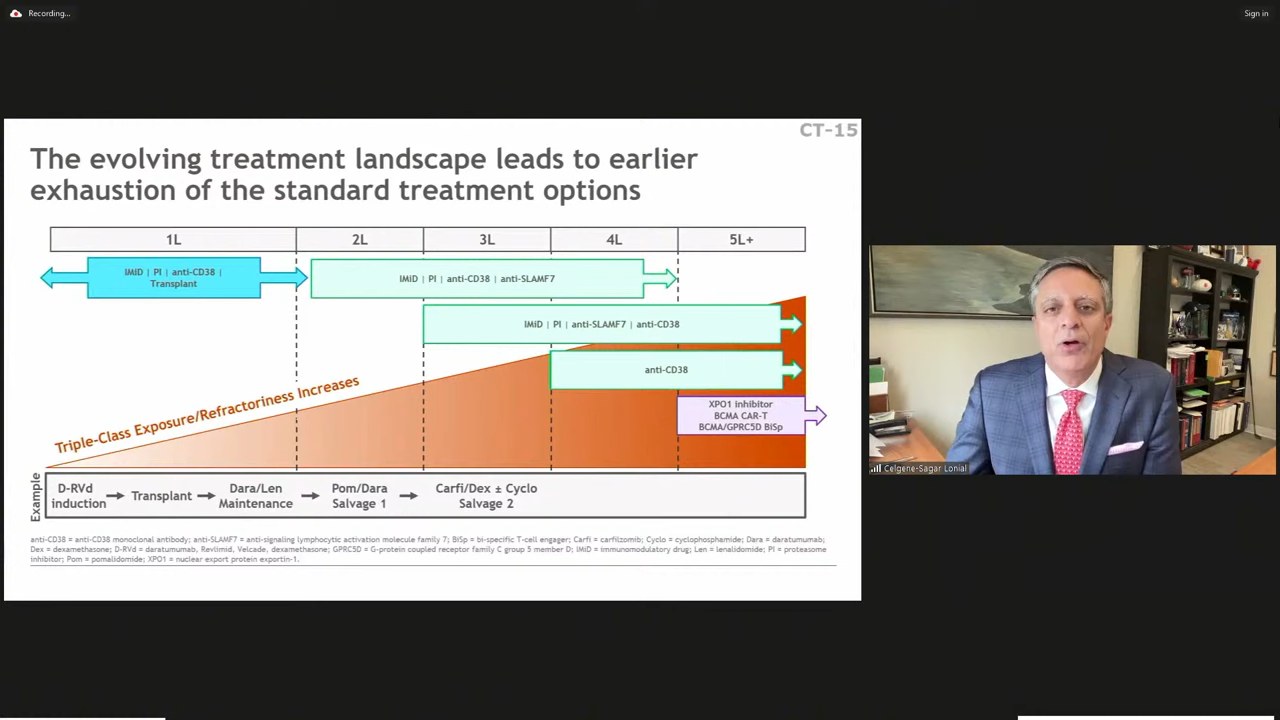 Recording...
Sign in
CT-15
The evolving treatment landscape leads to earlier
exhaustion of the standard treatment options
1L
2L
3L
4L
5L+
IMiD | PI | anti-CD38 |
Transplant
IMiD | PI | anti-CD38 | anti-SLAMF7
IMiD | PI | anti-SLAMF7 | anti-CD38
anti-CD38
XPO1 inhibitor
BCMA CAR-T
BCMA/GPRC5D BiSp
Triple-Class Exposure/Refractoriness Increases
Example
D-RVd
induction
Transplant
Dara/Len
Maintenance
Pom/Dara
Salvage 1
Carfi/Dex ± Cyclo
Salvage 2
anti-CD38 = anti-CD38 monoclonal antibody; anti-SLAMF7 = anti-signaling lymphocytic activation molecule family 7; BiSp = bi-specific T-cell engager; Carfi = carfilzomib; Cyclo = cyclophosphamide; Dara = daratumumab;
Dex = dexamethasone; D-RVd = daratumumab, Revlimid, Velcade, dexamethasone; GPRC5D = G-protein coupled receptor family C group 5 member D; IMiD = immunomodulatory drug; Len = lenalidomide; PI = proteasome
inhibitor; Pom = pomalidomide; XPO1 = nuclear export protein exportin-1.
Celgene-Sagar Lonial